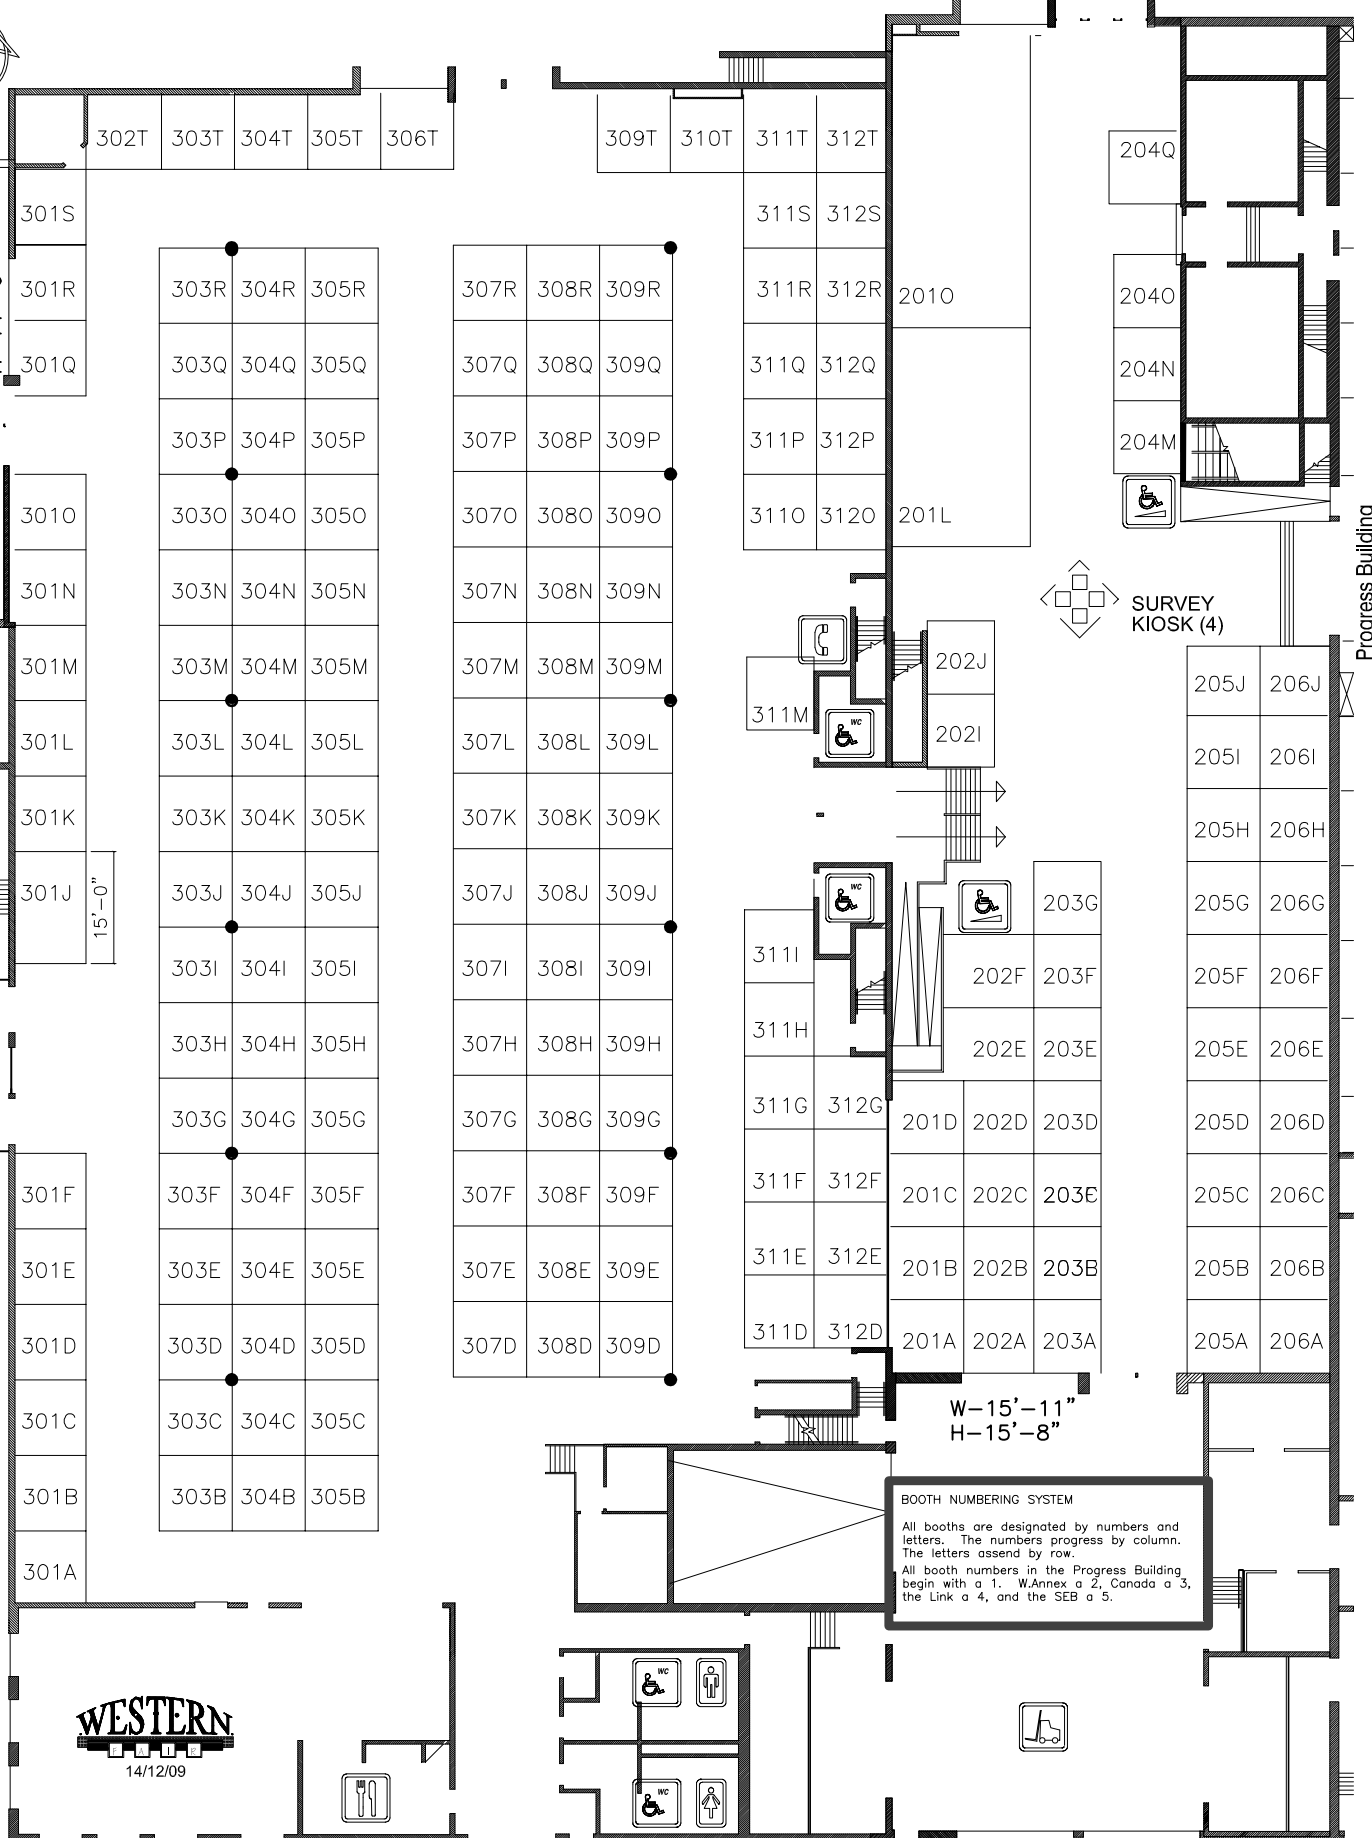 302T 303T 304T 305T 306T 309T 310T 311T 312T
204Q
301S 311S 312S
301R 303R 304R 305R 307R 308R 309R 311R 312R 201O 204O
301Q 303Q 304Q 305Q 307Q 308Q 309Q 311Q 312Q 204N
301O 303P 304P 305P 307P 308P 309P 311P 312P 204M
303O 304O 305O 307O 308O 309O 311O 312O 201L
Progress Building
301N 303N 304N 305N 307N 308N 309N
SURVEY
KIOSK (4)
301M 303M 304M 305M 307M 308M 309M 202J
205J 206J
311M WC
301L 303L 304L 305L 307L 308L 309L 202I
205I 206I
301K 303K 304K 305K 307K 308K 309K 205H 206H
301J 15'-0" 303J 304J 305J 307J 308J 309J WC 203G 205G 206G
303I 304I 305I 307I 308I 309I 311I 202F 203F 205F 206F
303H 304H 305H 307H 308H 309H 311H 202E 203E 205E 206E
303G 304G 305G 307G 308G 309G 311G 312G 201D 202D 203D 205D 206D
301F 303F 304F 305F 307F 308F 309F 311F 312F 201C 202C 205C 206C
301E 303E 304E 305E 307E 308E 309E 311E 312E 201B 202B 203B 205B 206B
301D 303D 304D 305D 307D 308D 309D 311D 312D 201A 202A 203A 205A 206A
301C 303C 304C 305C
W-15'-11"
H-15'-8"
301B 303B 304B 305B
301A
BOOTH NUMBERING SYSTEM
All booths are designated by numbers and
letters. The numbers progress by column.
The letters assend by row.
All booth numbers in the Progress Building
begin with a 1. W.Annex a 2, Canada a 3,
the Link a 4, and the SEB a 5.
WC
WESTERN
FAIR
14/12/09
WC